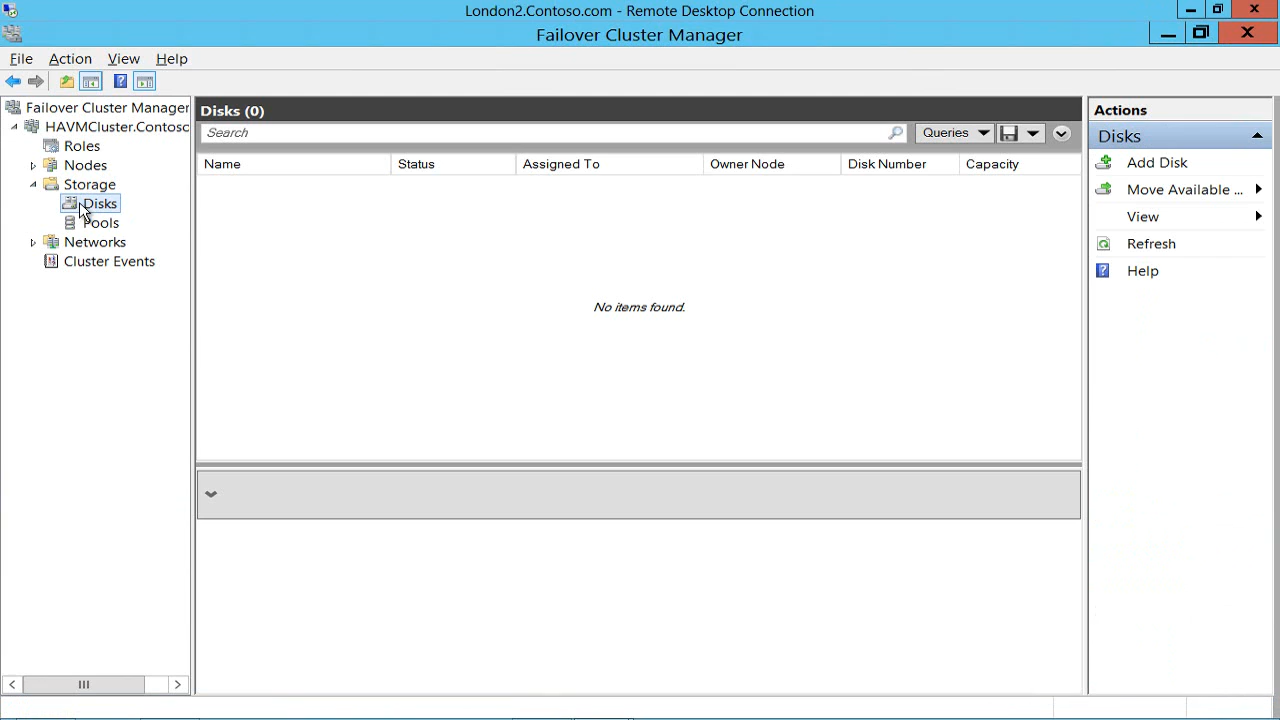 London2.Contoso.com - Remote Desktop Connection
Failover Cluster Manager
File Action View Help
Failover Cluster Manager
HAVMCluster.Contoso
Roles
Nodes
Storage
Disks
Pools
Networks
Cluster Events
Disks (0)
Search
Queries
Name Status Assigned To Owner Node Disk Number Capacity
No items found.
Actions
Disks
Add Disk
Move Available ...
View
Refresh
Help